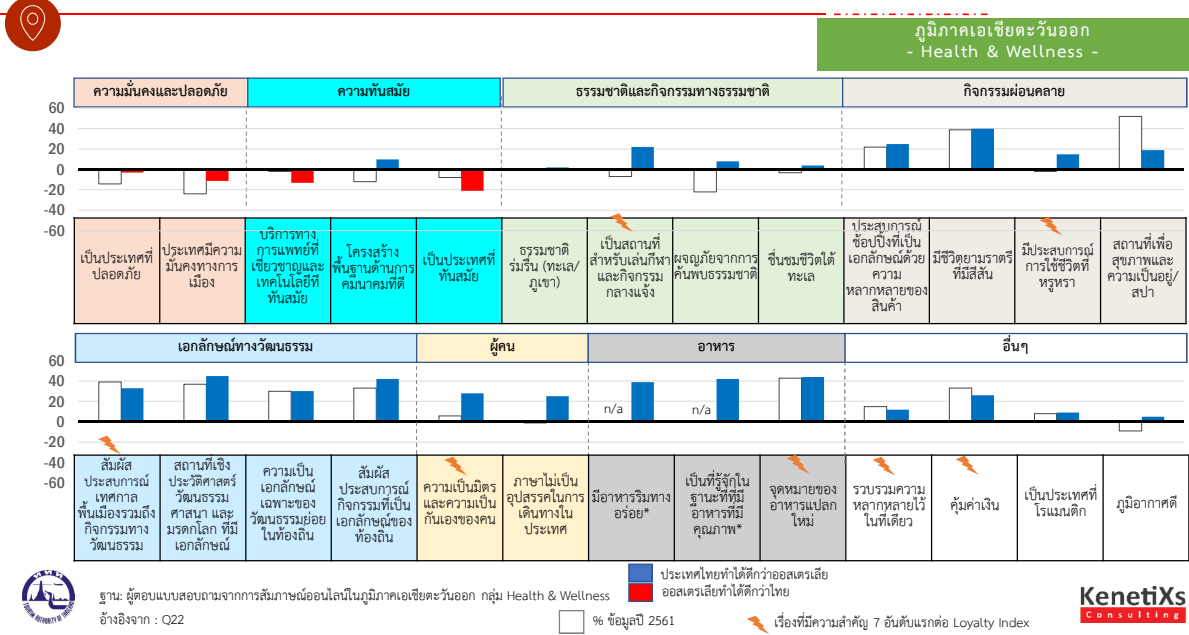 ภูมิภาคเอเชียตะวันออก
- Health & Wellness -
ความมั่นคงและปลอดภัย
ความทันสมัย
ธรรมชาติและกิจกรรมทางธรรมชาติ
กิจกรรมผ่อนคลาย
60
40
20
0
-20
-40
-60
เป็นประเทศที่
ปลอดภัย
ประเทศมีความ
มั่นคงทางการ
เมือง
บริการทาง
การแพทย์ที่
เชี่ยวชาญและ
เทคโนโลยีที่
ทันสมัย
โครงสร้าง
พื้นฐานด้านการ
คมนาคมที่ดี
เป็นประเทศที่
ทันสมัย
ธรรมชาติ
ร่มรื่น (ทะเล/
ภูเขา)
เป็นสถานที่
สำหรับเล่นกีฬา
และกิจกรรม
กลางแจ้ง
ผจญภัยจากการ
ค้นพบธรรมชาติ
ชื่นชมชีวิตใต้
ทะเล
ประสบการณ์
ช้อปปิ้งที่เป็น
เอกลักษณ์ด้วย
ความ
หลากหลายของ
สินค้า
มีชีวิตยามราตรี
ที่มีสีสัน
มีประสบการณ์
การใช้ชีวิตที่
หรูหรา
สถานที่เพื่อ
สุขภาพและ
ความเป็นอยู่/
สปา
เอกลักษณ์ทางวัฒนธรรม
ผู้คน
อาหาร
อื่นๆ
60
40
20
0
-20
-40
-60
n/a
n/a
สัมผัส
ประสบการณ์
เทศกาล
พื้นเมืองรวมถึง
กิจกรรมทาง
วัฒนธรรม
สถานที่เชิง
ประวัติศาสตร์
วัฒนธรรม
ศาสนา และ
มรดกโลก ที่มี
เอกลักษณ์
ความเป็น
เอกลักษณ์
เฉพาะของ
วัฒนธรรมย่อย
ในท้องถิ่น
สัมผัส
ประสบการณ์
กิจกรรมที่เป็น
เอกลักษณ์ของ
ท้องถิ่น
ความเป็นมิตร
และความเป็น
กันเองของคน
ภาษาไม่เป็น
อุปสรรคในการ
เดินทางใน
ประเทศ
มีอาหารริมทาง
อร่อย*
เป็นที่รู้จักใน
ฐานะที่ที่มี
อาหารที่มี
คุณภาพ*
จุดหมายของ
อาหารแปลก
ใหม่
รวบรวมความ
หลากหลายไว้
ในที่เดียว
คุ้มค่าเงิน
เป็นประเทศที่
โรแมนติก
ภูมิอากาศดี
ประเทศไทยทำได้ดีกว่าออสเตรเลีย
ออสเตรเลียทำได้ดีกว่าไทย
ฐาน: ผู้ตอบแบบสอบถามจากการสัมภาษณ์ออนไลน์ในภูมิภาคเอเชียตะวันออก กลุ่ม Health & Wellness
อ้างอิงจาก : Q22
% ข้อมูลปี 2561
เรื่องที่มีความสำคัญ 7 อันดับแรกต่อ Loyalty Index
ททท
TOURISM AUTHORITY OF THAILAND
KenetiXs
Consulting